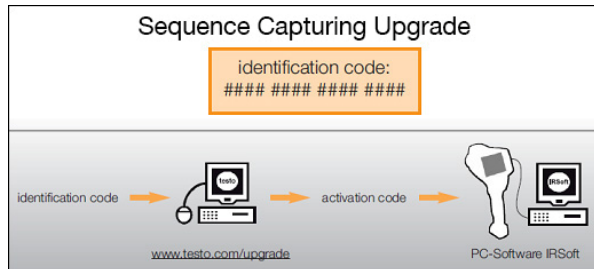 Sequence Capturing Upgrade
identification code:
#### #### #### ####
identification code
testo
activation code
IRSoft
www.testo.com/upgrade
PC-Software IRSoft